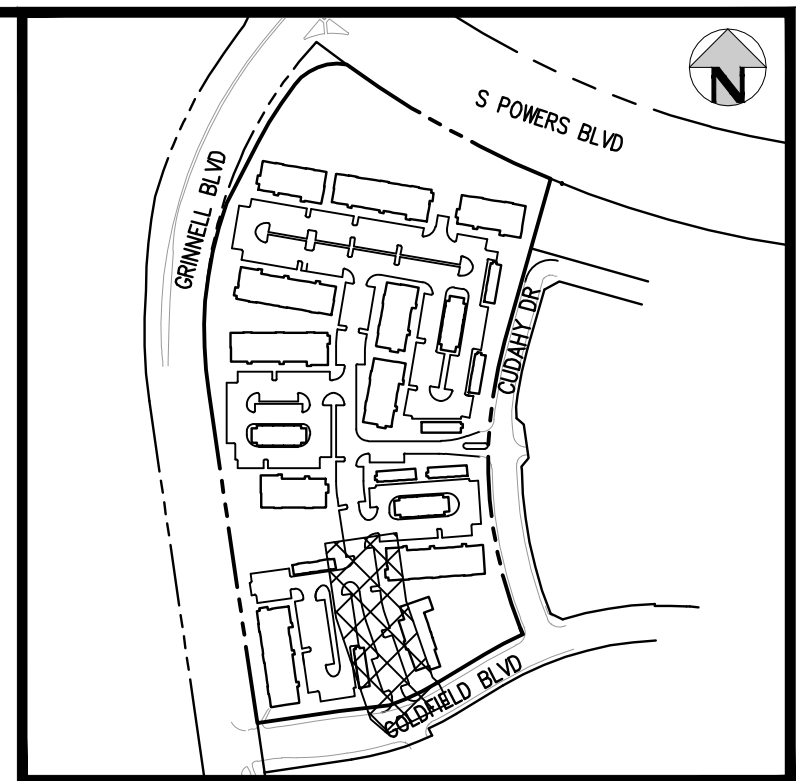 N
S POWERS BLVD
GRINNELL BLVD
CUDAHY DR
GOLDFIELD BLVD